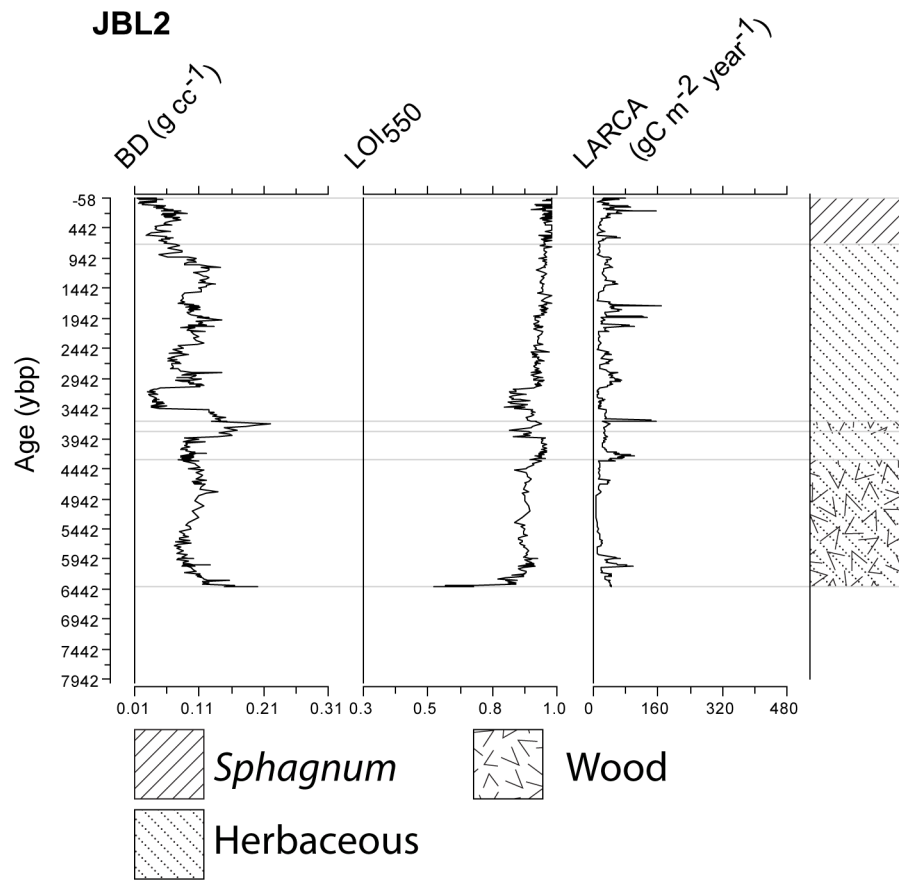 JBL2
BD (g cc-1)
LOI550
LARCA
(gC m-2 year-1)
Age (ybp)
-58
442
942
1442
1942
2442
2942
3442
3942
4442
4942
5442
5942
6442
6942
7442
7942
0.01 0.11 0.21 0.31 0.3 0.5 0.8 1.0 0 160 320 480
Sphagnum
Wood
Herbaceous